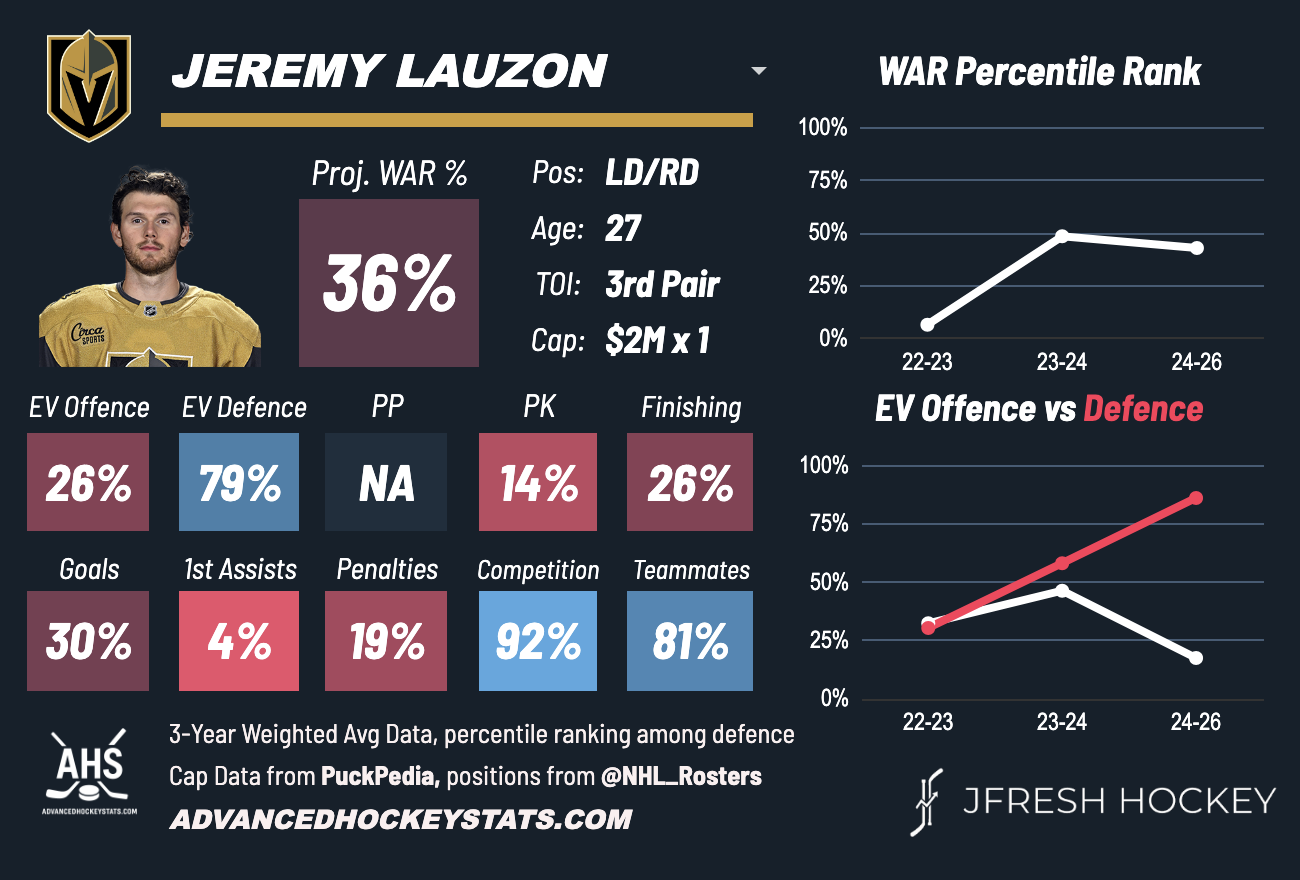 JEREMY LAUZON
Proj. WAR %
36%
Pos: LD/RD
Age: 27
TOI: 3rd Pair
Cap: $2M x 1
Circa
SPORTS
EV Offence EV Defence PP PK Finishing
26% 79% NA 14% 26%
Goals 1st Assists Penalties Competition Teammates
30% 4% 19% 92% 81%
WAR Percentile Rank
100%
75%
50%
25%
0%
22-23 23-24 24-26
EV Offence vs Defence
100%
75%
50%
25%
0%
22-23 23-24 24-26
AHS
ADVANCEDHOCKEYSTATS.COM
3-Year Weighted Avg Data, percentile ranking among defence
Cap Data from PuckPedia, positions from @NHL_Rosters
ADVANCEDHOCKEYSTATS.COM
JFRESH HOCKEY